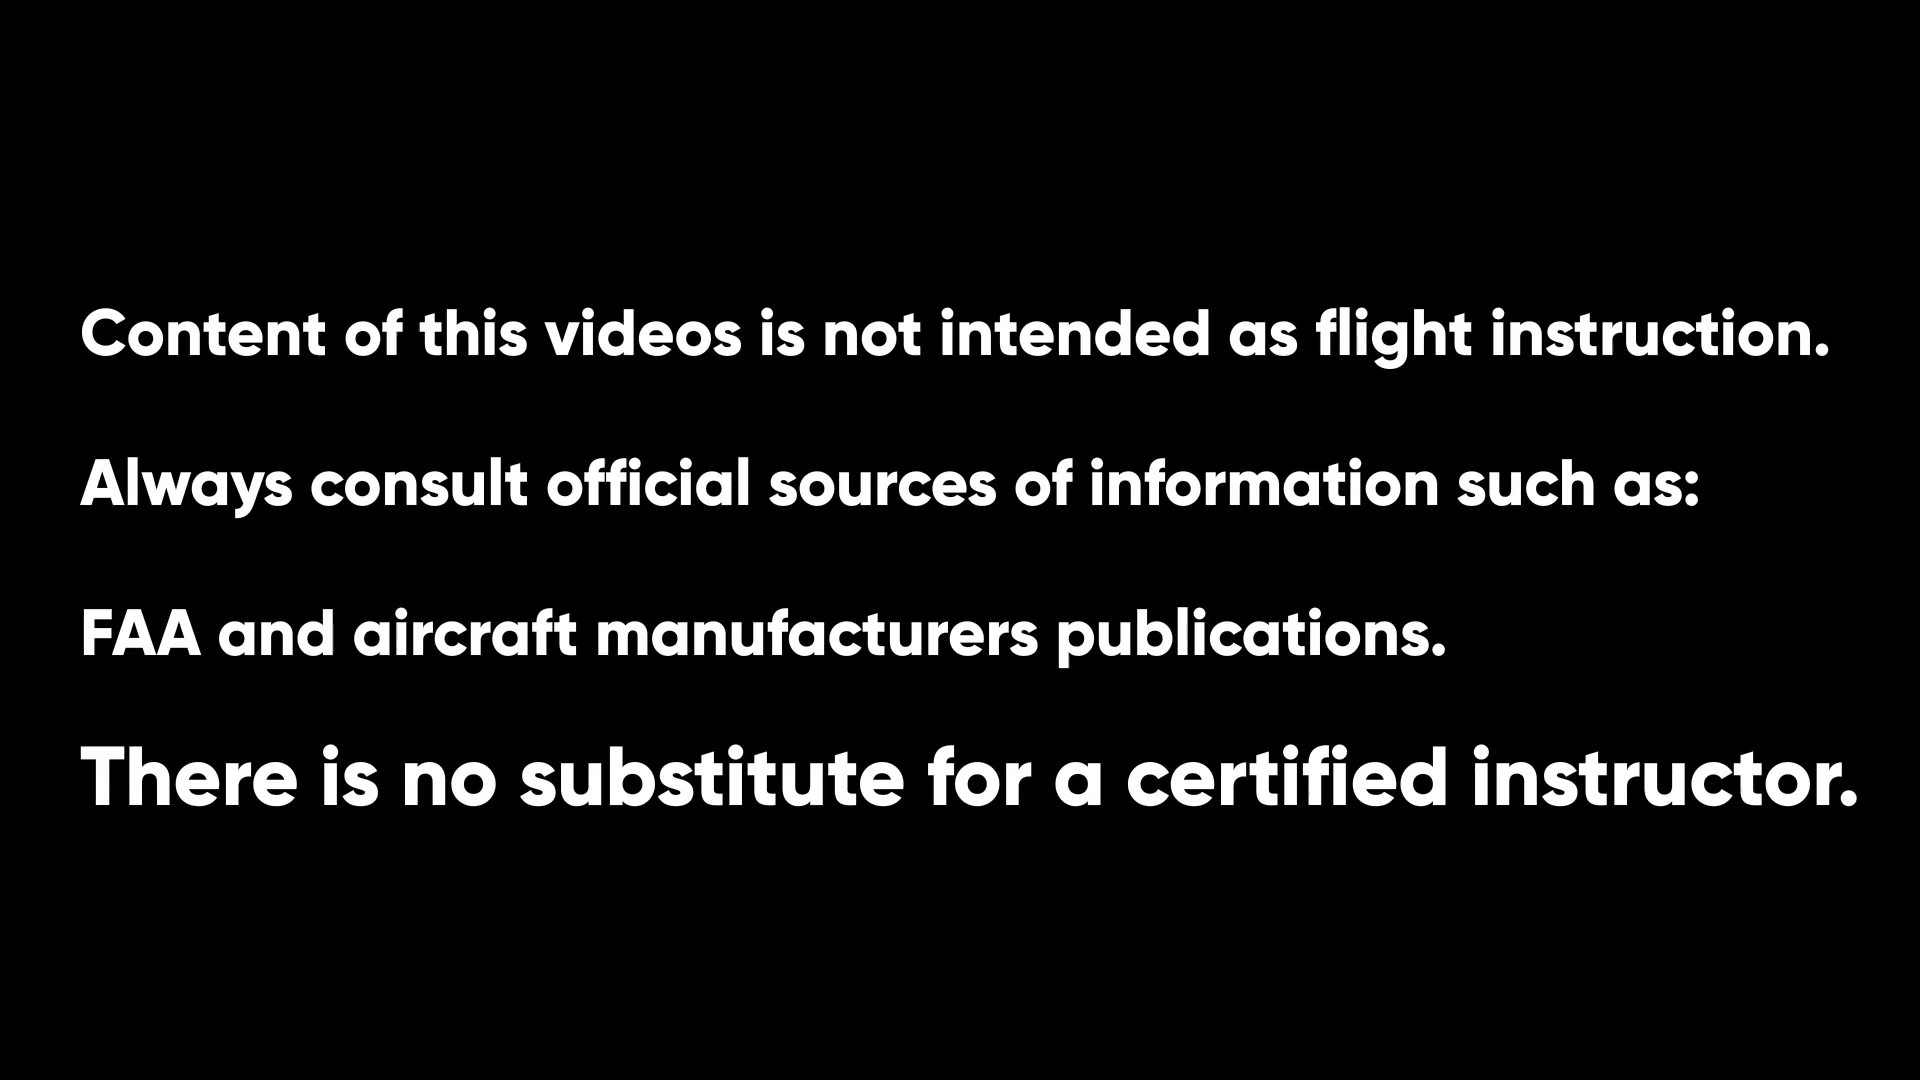 Content of this videos is not intended as flight instruction.
Always consult official sources of information such as:
FAA and aircraft manufacturers publications.
There is no substitute for a certified instructor.